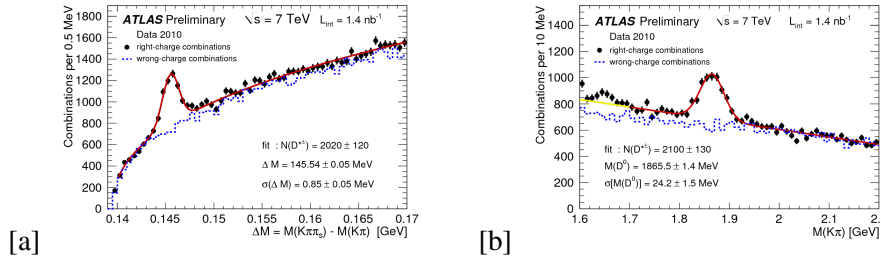 ATLAS Preliminary √s = 7 TeV L_int = 1.4 nb⁻¹
Data 2010
right-charge combinations
wrong-charge combinations
fit : N(D*±) = 2020 ± 120
Δ M = 145.54 ± 0.05 MeV
σ(Δ M) = 0.85 ± 0.05 MeV
Combinations per 0.5 MeV
1800
1600
1400
1200
1000
800
600
400
200
0
0.14 0.145 0.15 0.155 0.16 0.165 0.17
ΔM = M(Kππ_s) - M(Kπ) [GeV]
[a]
ATLAS Preliminary √s = 7 TeV L_int = 1.4 nb⁻¹
Data 2010
right-charge combinations
wrong-charge combinations
fit : N(D*±) = 2100 ± 130
M(D⁰) = 1865.5 ± 1.4 MeV
σ[M(D⁰)] = 24.2 ± 1.5 MeV
Combinations per 10 MeV
1400
1200
1000
800
600
400
200
0
1.6 1.7 1.8 1.9 2 2.1 2.
M(Kπ) [GeV]
[b]